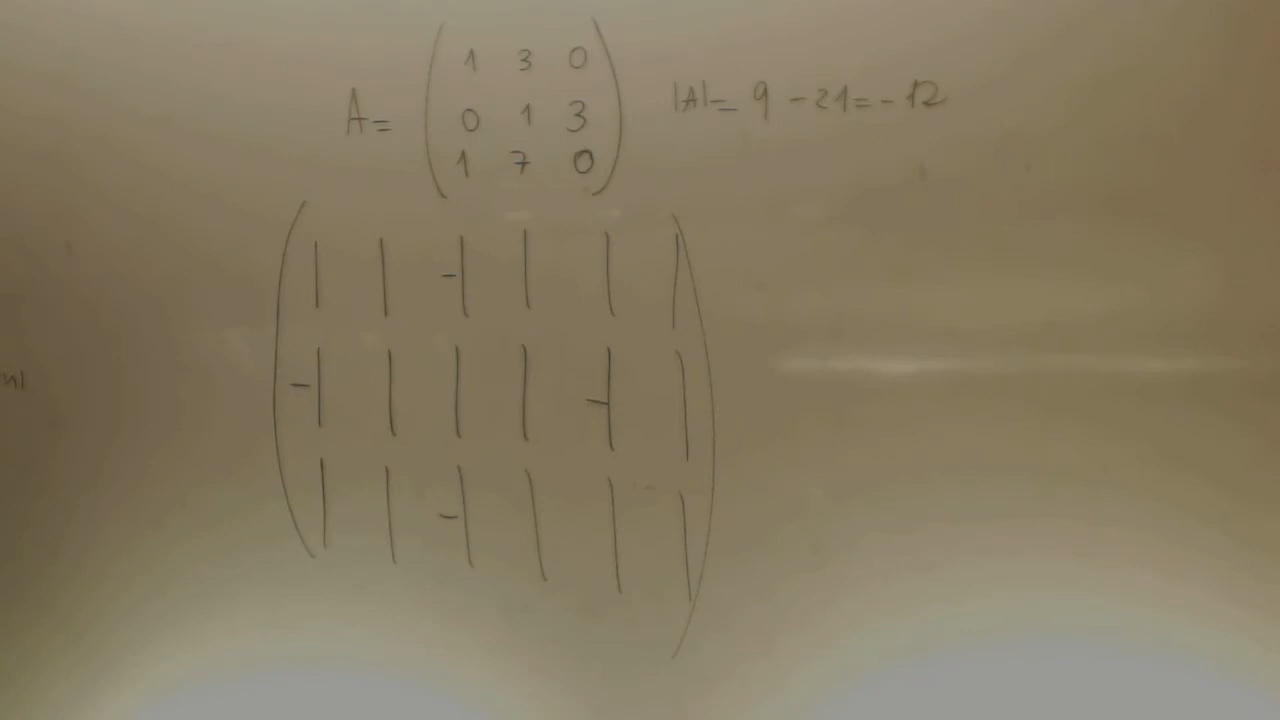 1 3 0
A= 0 1 3 |A|= 9 - 21 = - 12
1 7 0
| | -| | | |
-| | | | -| |
| | -| | | |